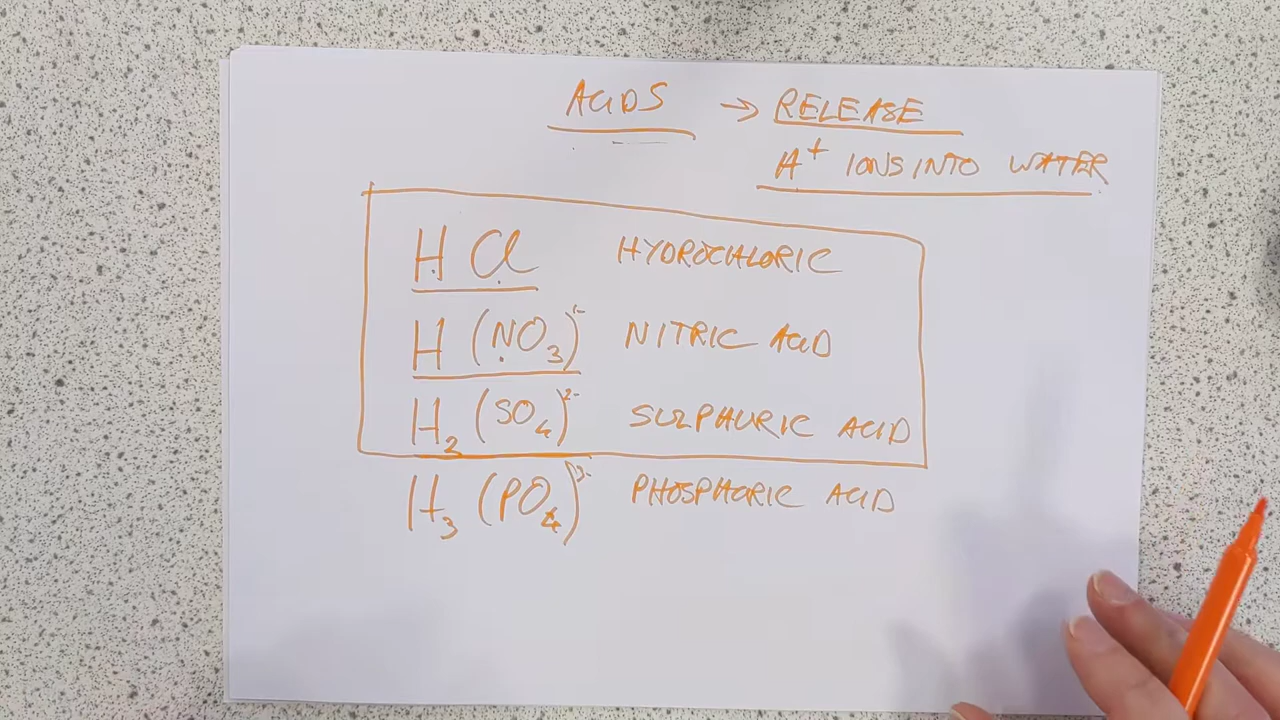 ACIDS → RELEASE
H⁺ IONS INTO WATER
HCl HYDROCHLORIC
H(NO₃)¹⁻ NITRIC ACID
H₂(SO₄)²⁻ SULPHURIC ACID
H₃(PO₄)³⁻ PHOSPHORIC ACID